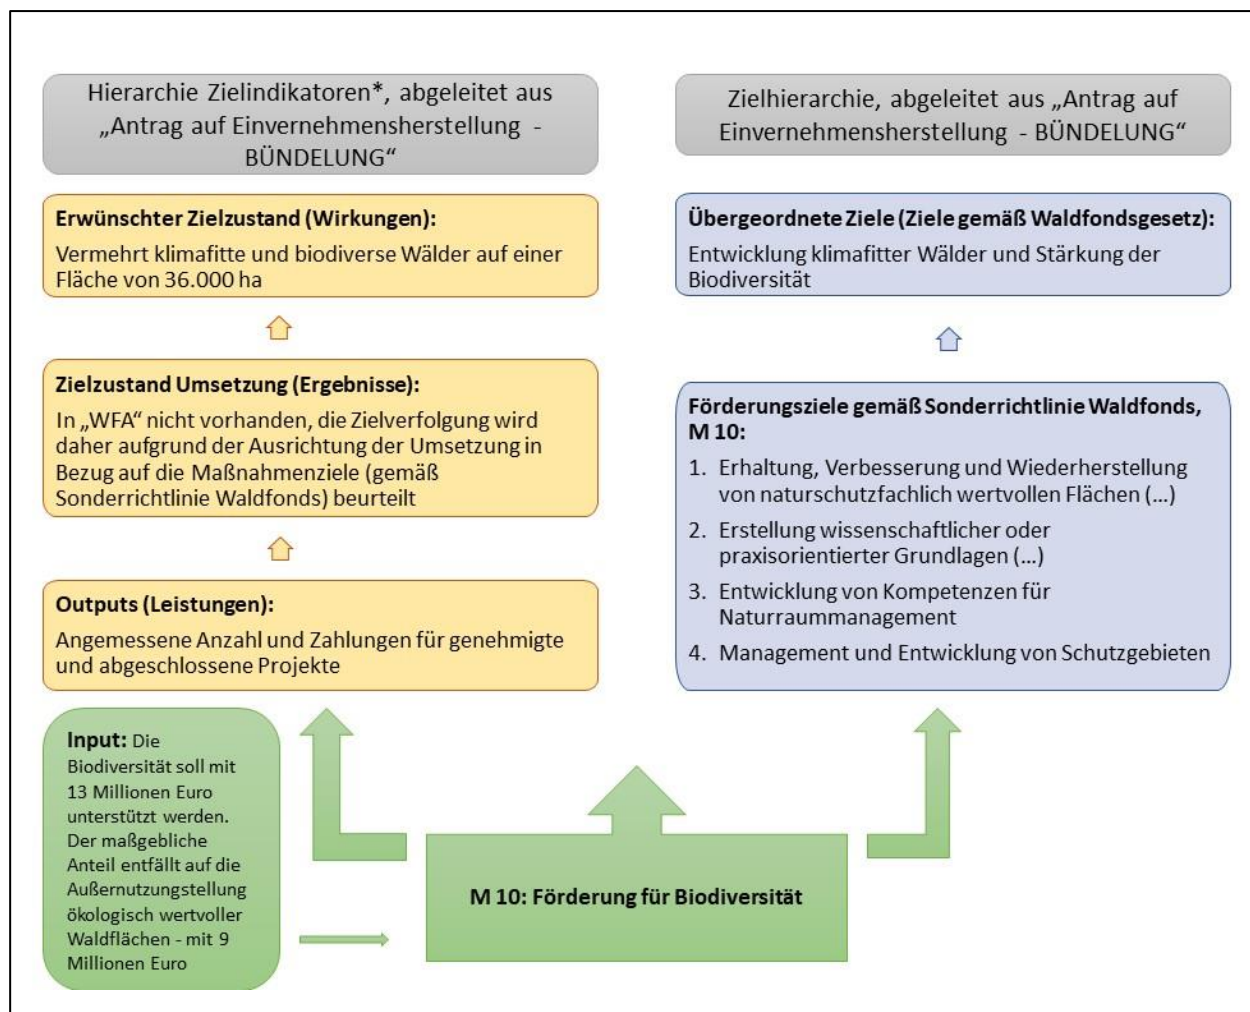 Hierarchie Zielindikatoren*, abgeleitet aus
„Antrag auf Einvernehmensherstellung -
BÜNDELUNG“
Erwünschter Zielzustand (Wirkungen):
Vermehrt klimafitte und biodiverse Wälder auf einer
Fläche von 36.000 ha
Zielzustand Umsetzung (Ergebnisse):
In „WFA“ nicht vorhanden, die Zielverfolgung wird
daher aufgrund der Ausrichtung der Umsetzung in
Bezug auf die Maßnahmenziele (gemäß
Sonderrichtlinie Waldfonds) beurteilt
Outputs (Leistungen):
Angemessene Anzahl und Zahlungen für genehmigte
und abgeschlossene Projekte
Input: Die
Biodiversität soll mit
13 Millionen Euro
unterstützt werden.
Der maßgebliche
Anteil entfällt auf die
Außernutzungstellung
ökologisch wertvoller
Waldflächen - mit 9
Millionen Euro
Zielhierarchie, abgeleitet aus „Antrag auf
Einvernehmensherstellung - BÜNDELUNG“
Übergeordnete Ziele (Ziele gemäß Waldfondsgesetz):
Entwicklung klimafitter Wälder und Stärkung der
Biodiversität
Förderungsziele gemäß Sonderrichtlinie Waldfonds,
M 10:
1. Erhaltung, Verbesserung und Wiederherstellung
von naturschutzfachlich wertvollen Flächen (…)
2. Erstellung wissenschaftlicher oder
praxisorientierter Grundlagen (…)
3. Entwicklung von Kompetenzen für
Naturraummanagement
4. Management und Entwicklung von Schutzgebieten
M 10: Förderung für Biodiversität